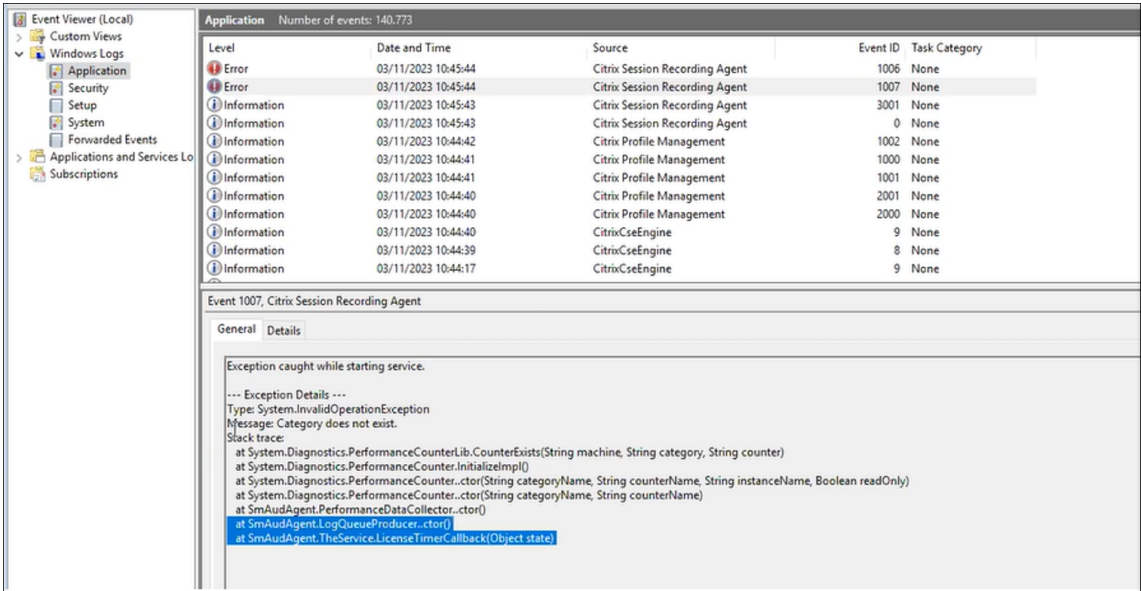 Event Viewer (Local)
Custom Views
Windows Logs
Application
Security
Setup
System
Forwarded Events
Applications and Services Lo
Subscriptions
Application Number of events: 140.773
Level Date and Time Source Event ID Task Category
Error 03/11/2023 10:45:44 Citrix Session Recording Agent 1006 None
Error 03/11/2023 10:45:44 Citrix Session Recording Agent 1007 None
Information 03/11/2023 10:45:43 Citrix Session Recording Agent 3001 None
Information 03/11/2023 10:45:43 Citrix Session Recording Agent 0 None
Information 03/11/2023 10:44:42 Citrix Profile Management 1002 None
Information 03/11/2023 10:44:41 Citrix Profile Management 1000 None
Information 03/11/2023 10:44:41 Citrix Profile Management 1001 None
Information 03/11/2023 10:44:40 Citrix Profile Management 2001 None
Information 03/11/2023 10:44:40 Citrix Profile Management 2000 None
Information 03/11/2023 10:44:40 CitrixCseEngine 9 None
Information 03/11/2023 10:44:39 CitrixCseEngine 8 None
Information 03/11/2023 10:44:17 CitrixCseEngine 9 None
Event 1007, Citrix Session Recording Agent
General Details
Exception caught while starting service.
--- Exception Details ---
Type: System.InvalidOperationException
Message: Category does not exist.
Stack trace:
at System.Diagnostics.PerformanceCounterLib.CounterExists(String machine, String category, String counter)
at System.Diagnostics.PerformanceCounter.InitializeImpl()
at System.Diagnostics.PerformanceCounter..ctor(String categoryName, String counterName, String instanceName, Boolean readOnly)
at System.Diagnostics.PerformanceCounter..ctor(String categoryName, String counterName)
at SmAudAgent.PerformanceDataCollector..ctor()
at SmAudAgent.LogQueueProducer..ctor()
at SmAudAgent.TheService.LicenseTimerCallback(Object state)